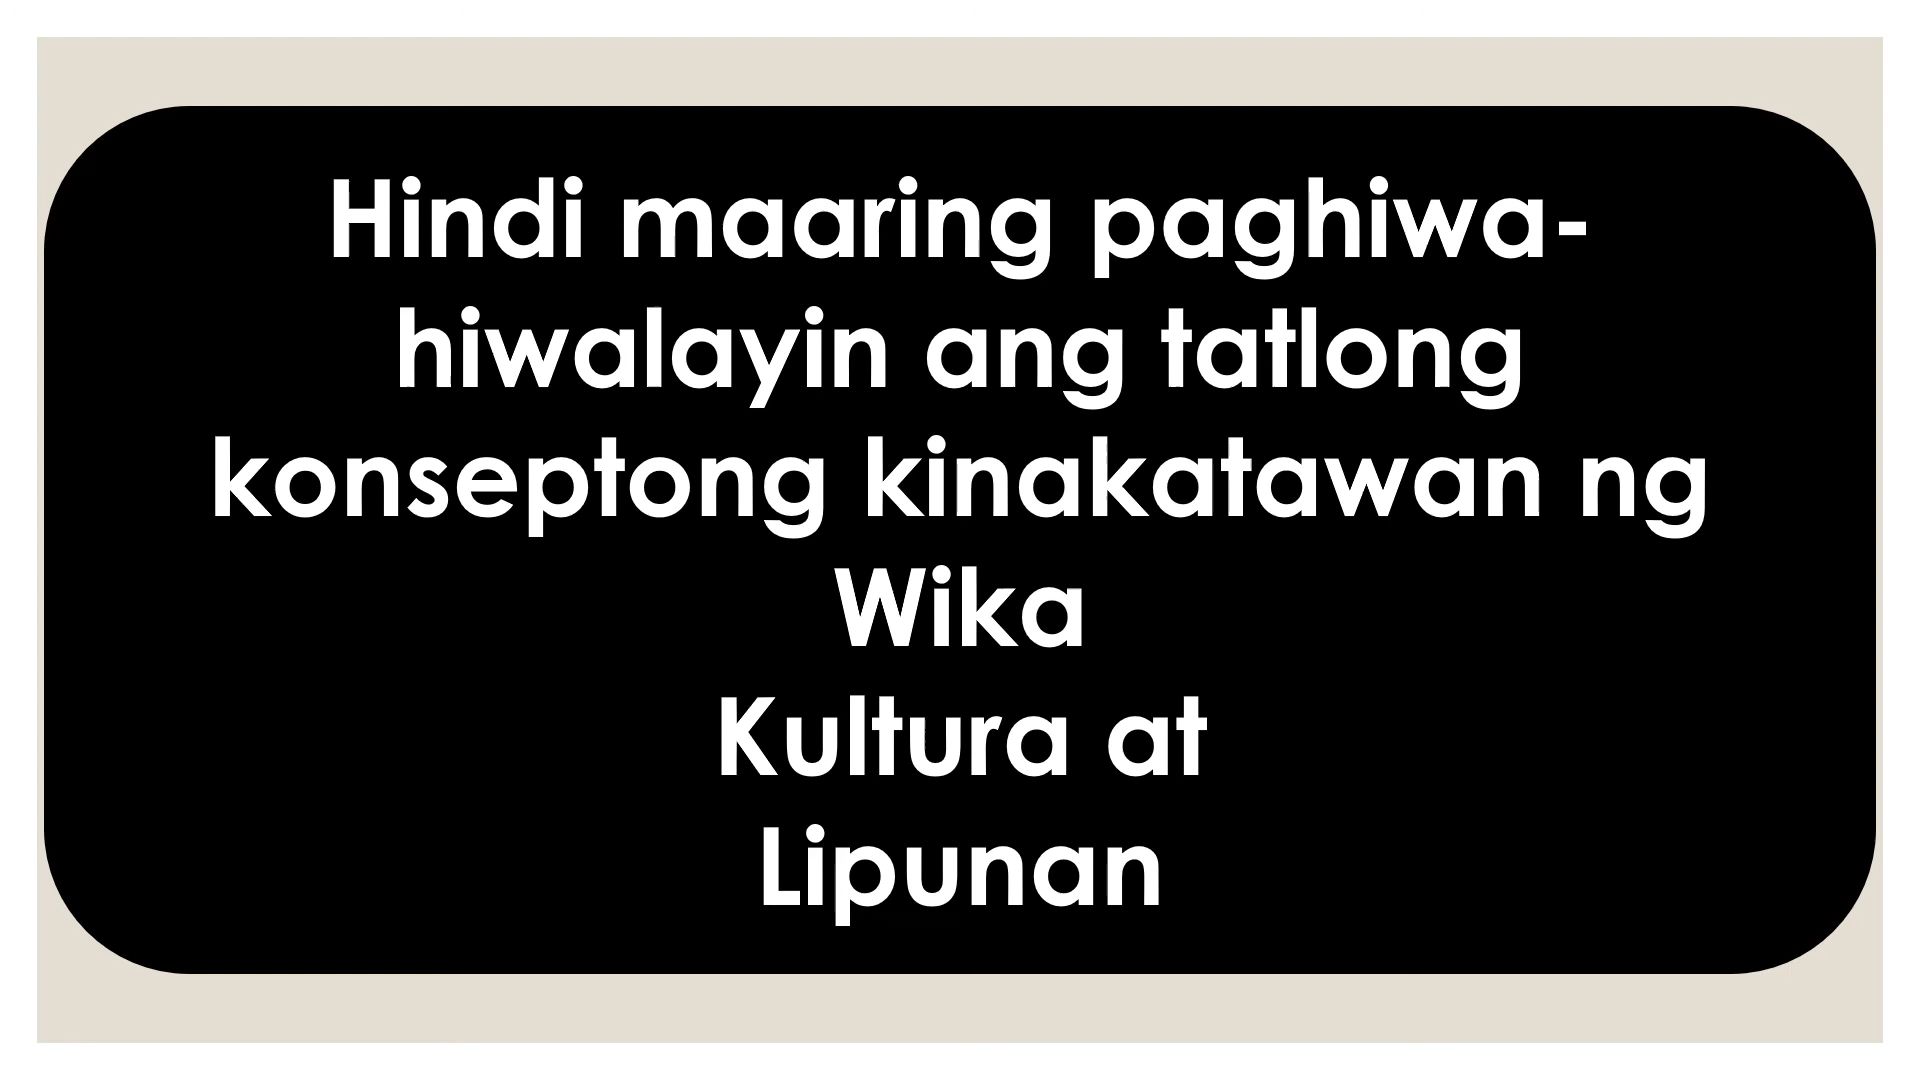 Hindi maaring paghiwa-
hiwalayin ang tatlong
konseptong kinakatawan ng
Wika
Kultura at
Lipunan